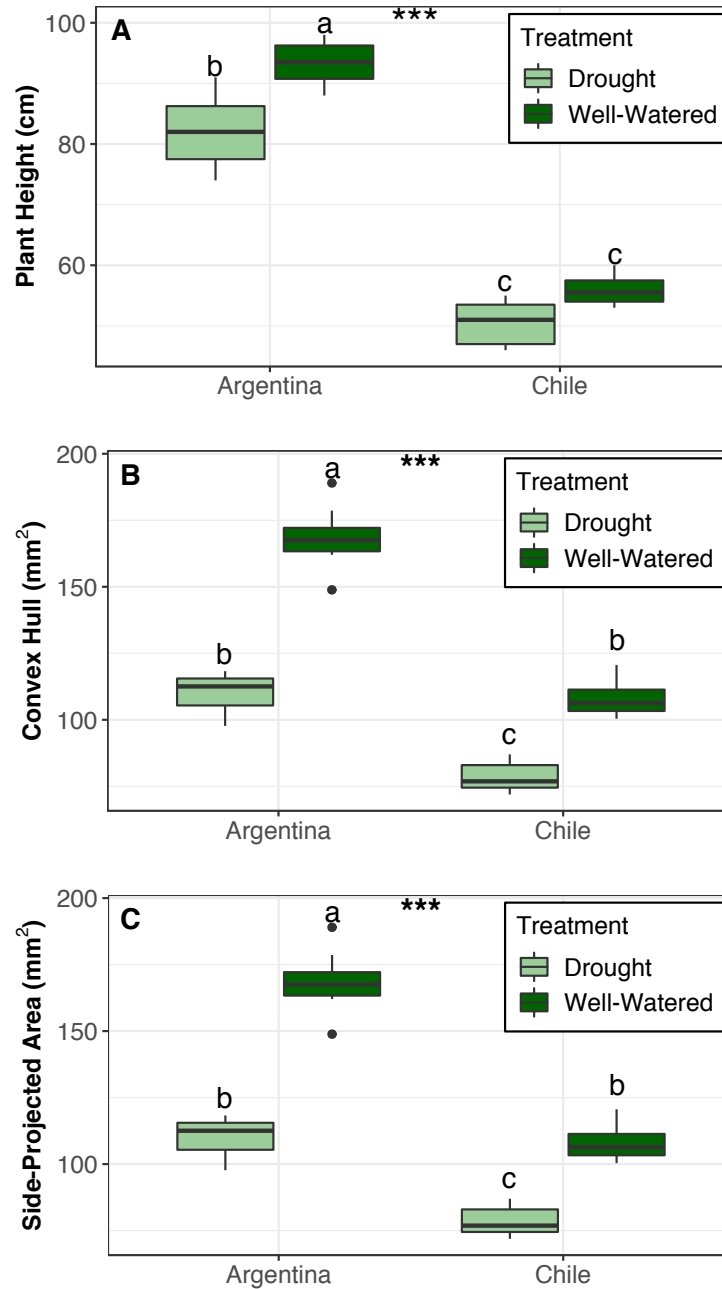 A
***
a
b
c
c
Treatment
Drought
Well-Watered
100
80
60
Plant Height (cm)
Argentina Chile
B
***
a
b
b
c
Treatment
Drought
Well-Watered
200
150
100
Convex Hull (mm²)
Argentina Chile
C
***
a
b
b
c
Treatment
Drought
Well-Watered
200
150
100
Side-Projected Area (mm²)
Argentina Chile